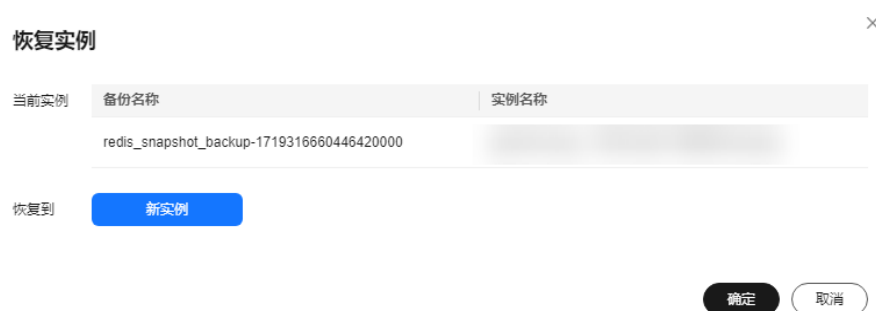 恢复实例
当前实例 备份名称 实例名称
redis_snapshot_backup-1719316660446420000
恢复到 新实例
确定 取消